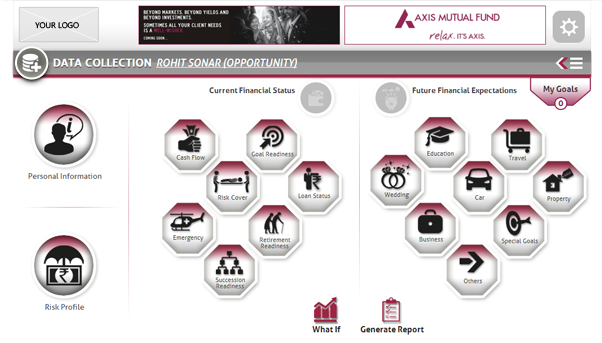 YOUR LOGO
BEYOND MARKETS. BEYOND YIELDS AND
BEYOND INVESTMENTS.
SOMETIMES ALL YOUR CLIENT NEEDS
IS A WELL-WISHER.
COMING SOON...
AXIS MUTUAL FUND
relax. IT'S AXIS.
DATA COLLECTION ROHIT SONAR (OPPORTUNITY)
My Goals
0
Current Financial Status
Future Financial Expectations
Personal Information
Risk Profile
Cash Flow
Goal Readiness
Risk Cover
Loan Status
Emergency
Retirement
Readiness
Succession
Readiness
Education
Travel
Wedding
Car
Property
Business
Special Goals
Others
What If
Generate Report